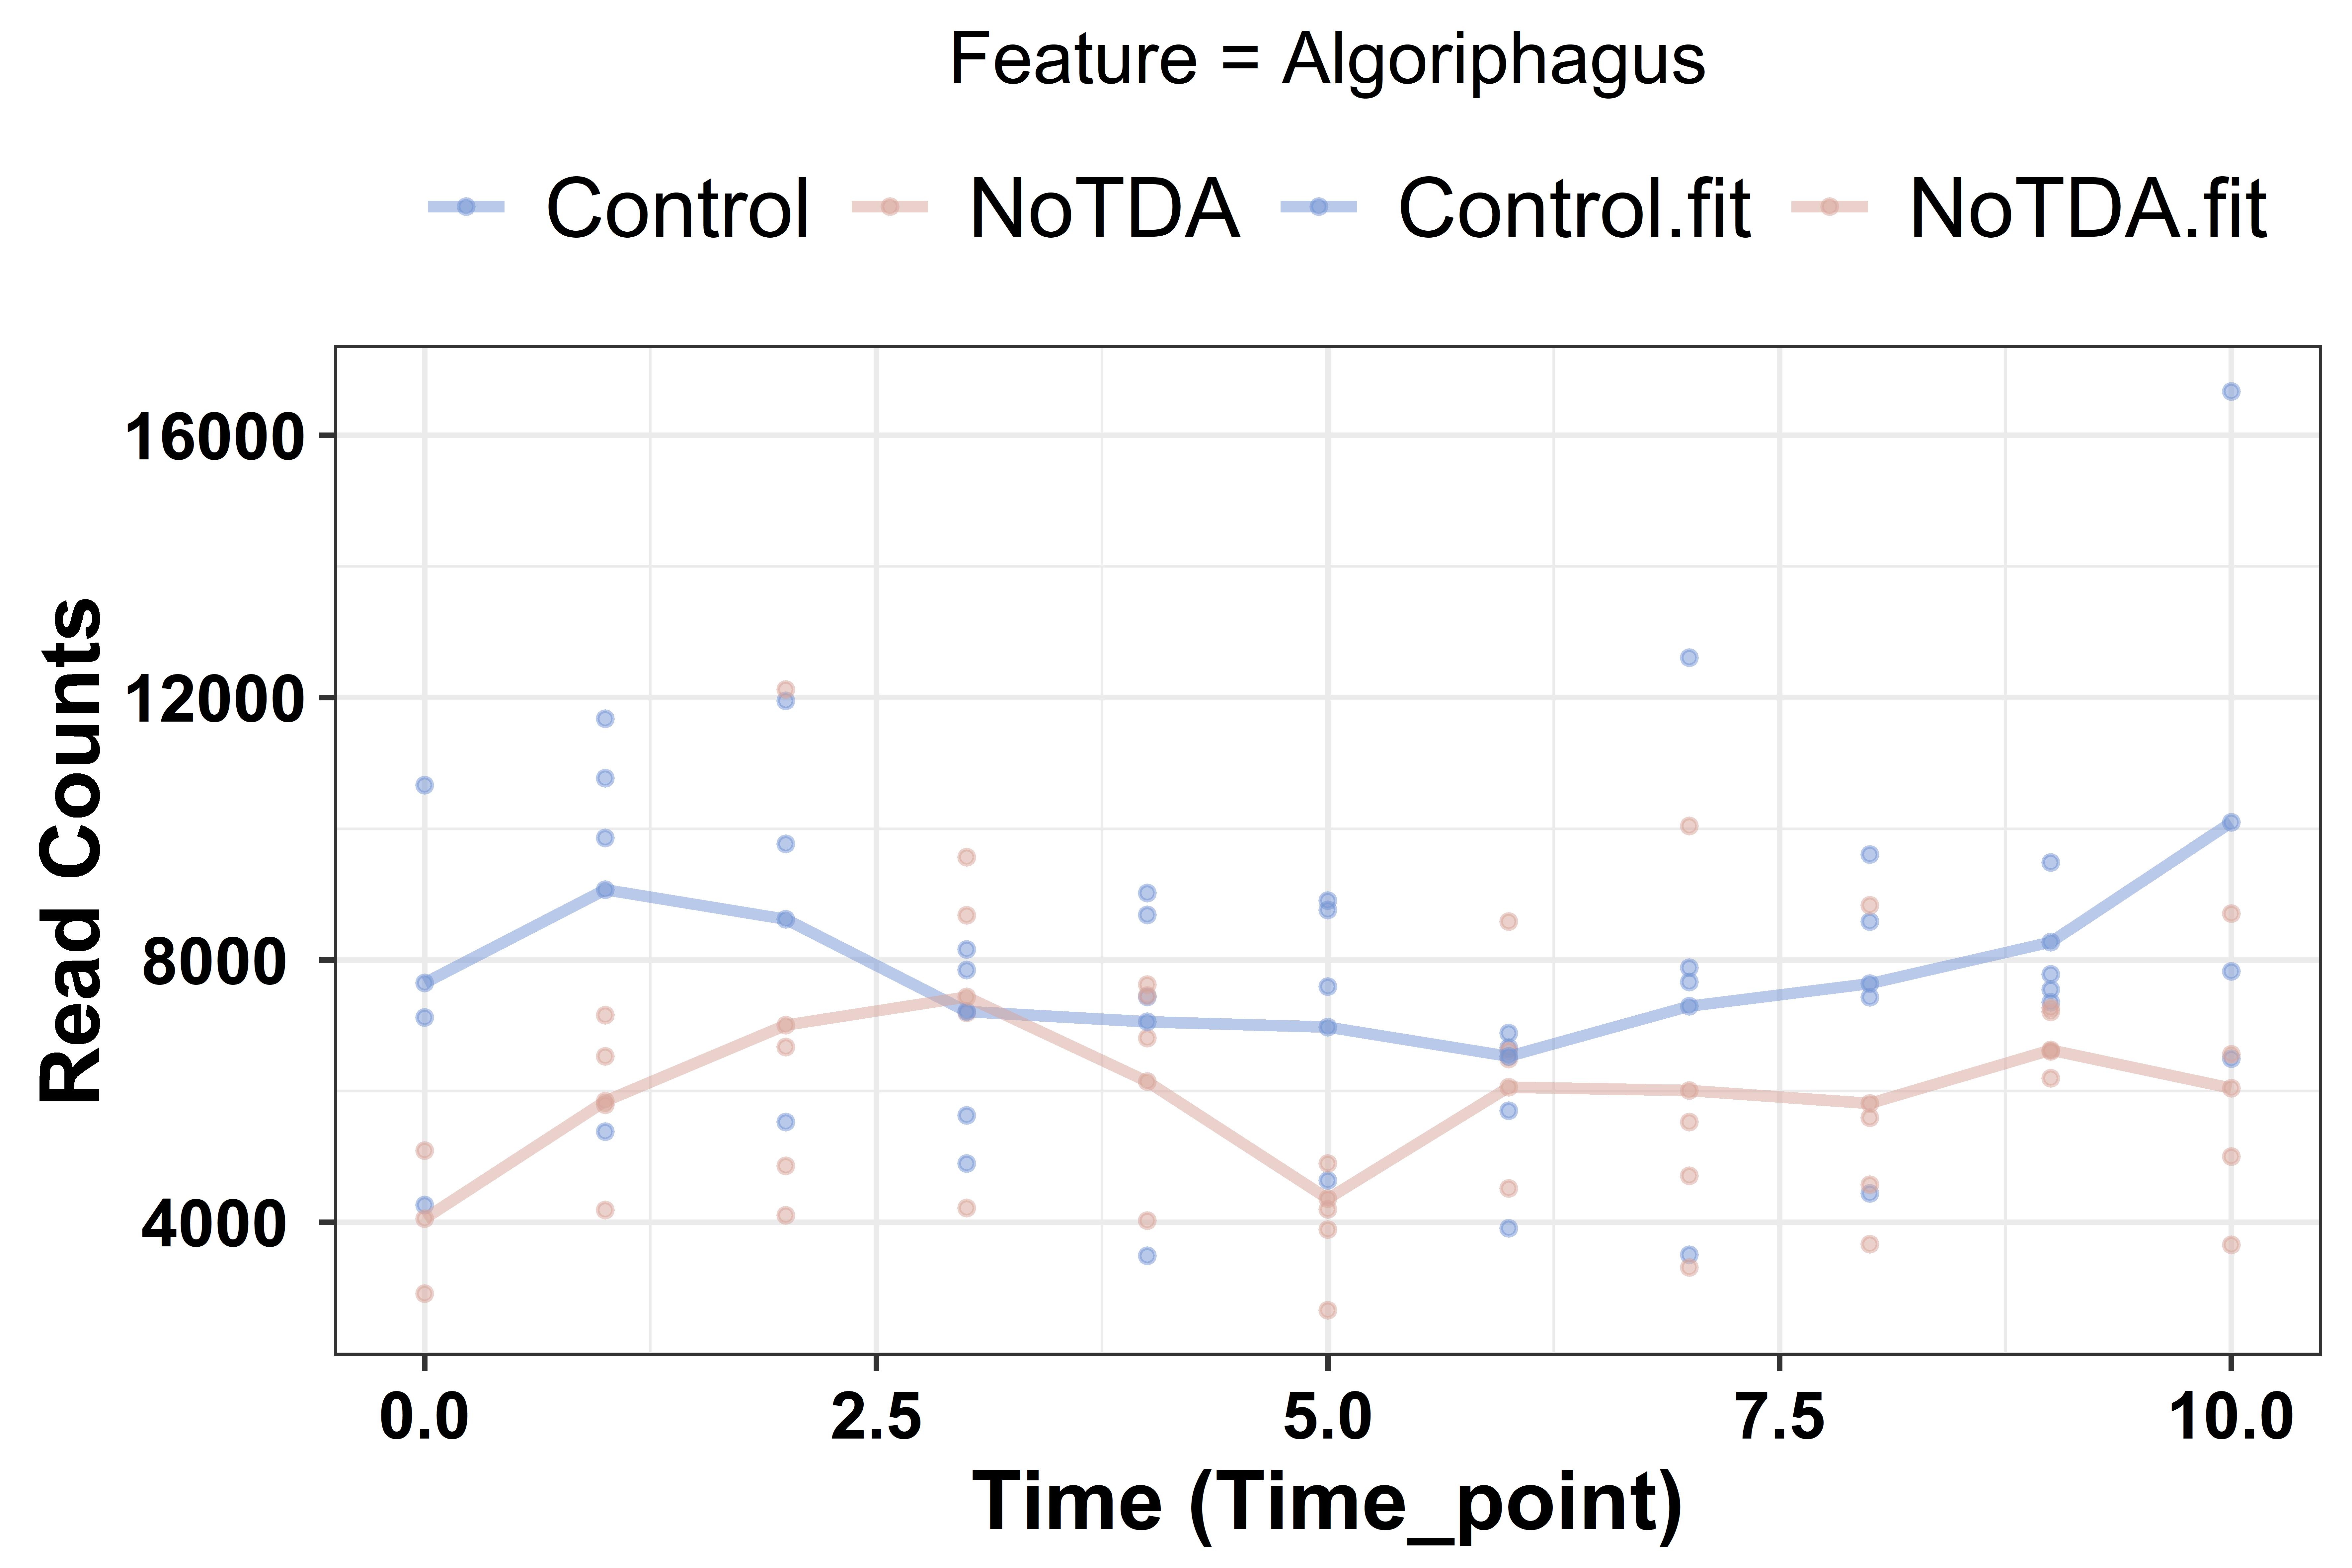 Feature = Algoriphagus
Control NoTDA Control.fit NoTDA.fit
Read Counts
16000
12000
8000
4000
0.0 2.5 5.0 7.5 10.0
Time (Time_point)